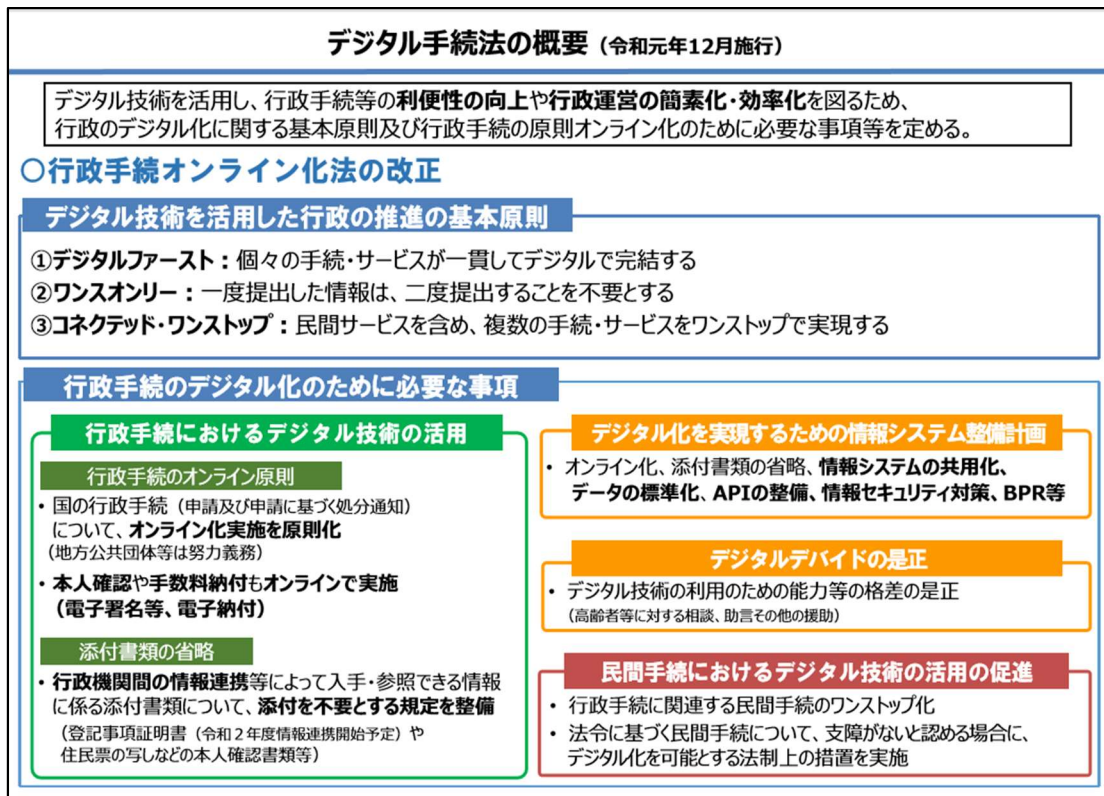 デジタル手続法の概要（令和元年12月施行）
デジタル技術を活用し、行政手続等の利便性の向上や行政運営の簡素化・効率化を図るため、
行政のデジタル化に関する基本原則及び行政手続の原則オンライン化のために必要な事項等を定める。
〇行政手続オンライン化法の改正
デジタル技術を活用した行政の推進の基本原則
①デジタルファースト：個々の手続・サービスが一貫してデジタルで完結する
②ワンスオンリー：一度提出した情報は、二度提出することを不要とする
③コネクテッド・ワンストップ：民間サービスを含め、複数の手続・サービスをワンストップで実現する
行政手続のデジタル化のために必要な事項
行政手続におけるデジタル技術の活用
行政手続のオンライン原則
・国の行政手続（申請及び申請に基づく処分通知）
について、オンライン化実施を原則化
（地方公共団体等は努力義務）
・本人確認や手数料納付もオンラインで実施
（電子署名等、電子納付）
添付書類の省略
・行政機関間の情報連携等によって入手・参照できる情報
に係る添付書類について、添付を不要とする規定を整備
（登記事項証明書（令和２年度情報連携開始予定）や
住民票の写しなどの本人確認書類等）
デジタル化を実現するための情報システム整備計画
・オンライン化、添付書類の省略、情報システムの共用化、
データの標準化、APIの整備、情報セキュリティ対策、BPR等
デジタルデバイドの是正
・デジタル技術の利用のための能力等の格差の是正
（高齢者等に対する相談、助言その他の援助）
民間手続におけるデジタル技術の活用の促進
・行政手続に関連する民間手続のワンストップ化
・法令に基づく民間手続について、支障がないと認める場合に、
デジタル化を可能とする法制上の措置を実施